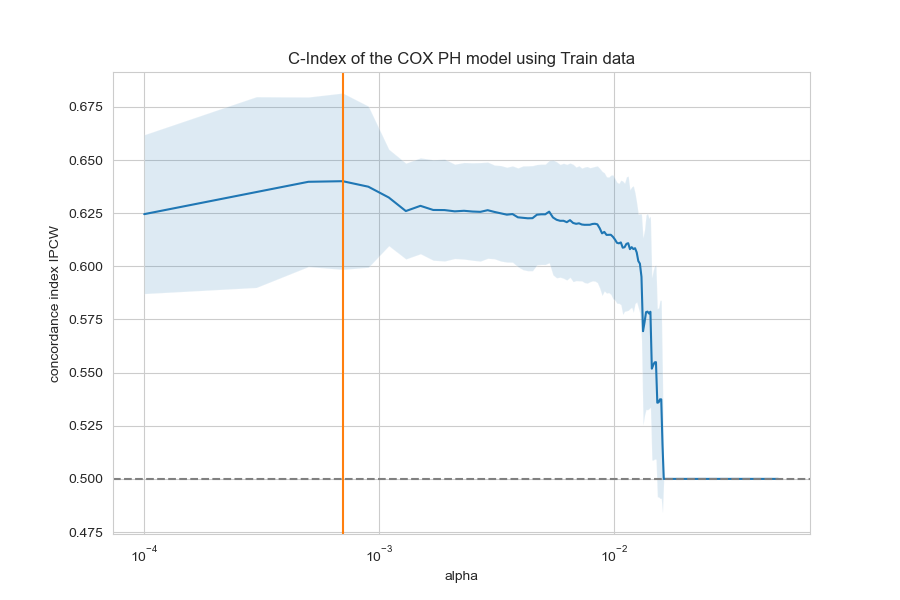 C-Index of the COX PH model using Train data
concordance index IPCW
0.675
0.650
0.625
0.600
0.575
0.550
0.525
0.500
0.475
10⁻⁴ 10⁻³ 10⁻²
alpha